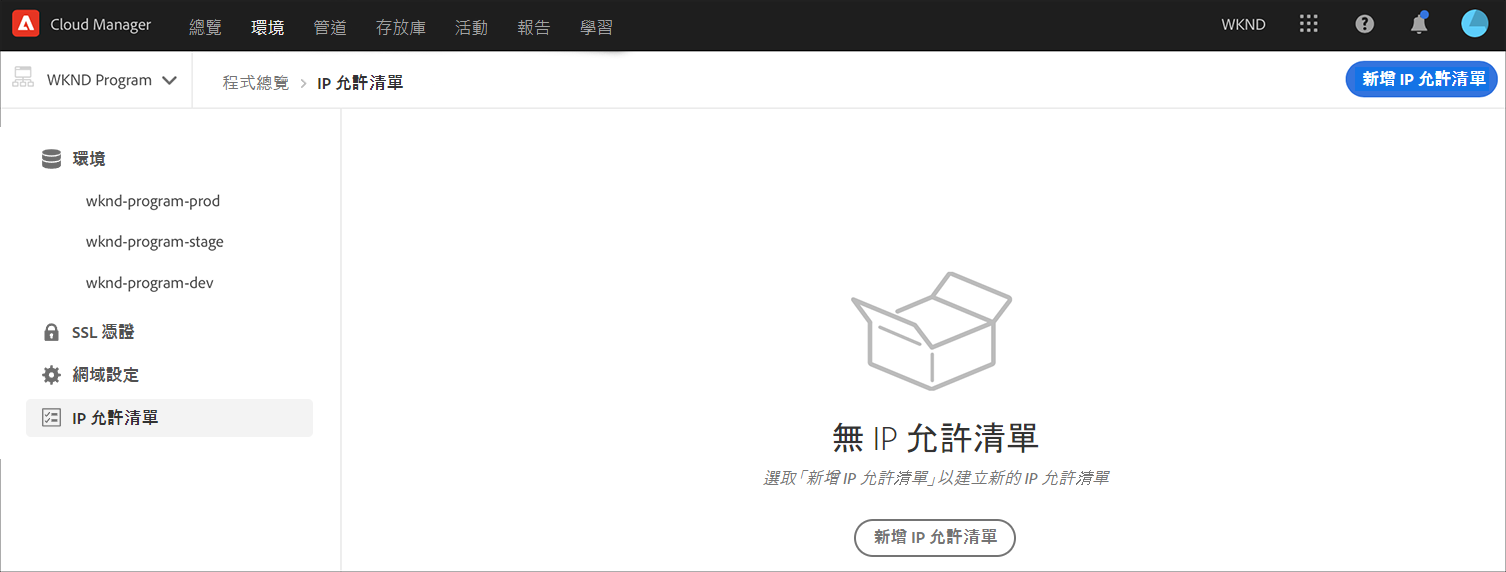 Cloud Manager 總覽 環境 管道 存放庫 活動 報告 學習 WKND
WKND Program 程式總覽 > IP 允許清單 新增 IP 允許清單
環境
wknd-program-prod
wknd-program-stage
wknd-program-dev
SSL 憑證
網域設定
IP 允許清單
無 IP 允許清單
選取「新增 IP 允許清單」以建立新的 IP 允許清單
新增 IP 允許清單